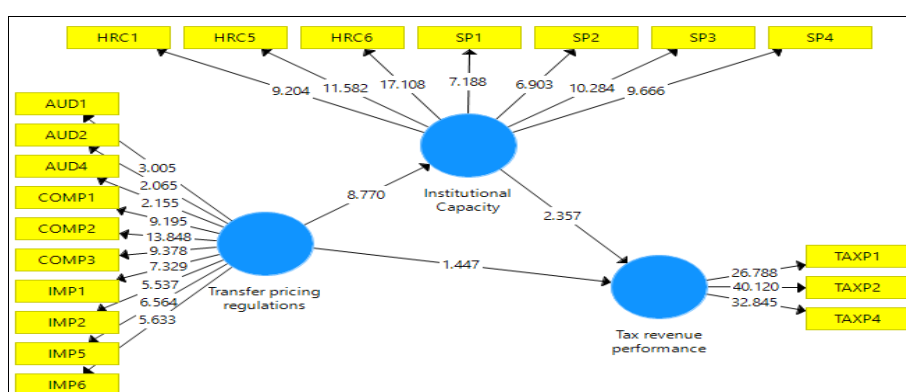 HRC1 HRC5 HRC6 SP1 SP2 SP3 SP4
9.204 11.582 17.108 7.188 6.903 10.284 9.666
AUD1
AUD2
AUD4
COMP1
COMP2
COMP3
IMP1
IMP2
IMP5
IMP6
3.005
2.065
2.155
9.195
13.848
9.378
7.329
5.537
6.564
5.633
Transfer pricing
regulations
8.770
Institutional
Capacity
2.357
1.447
Tax revenue
performance
26.788
40.120
32.845
TAXP1
TAXP2
TAXP4